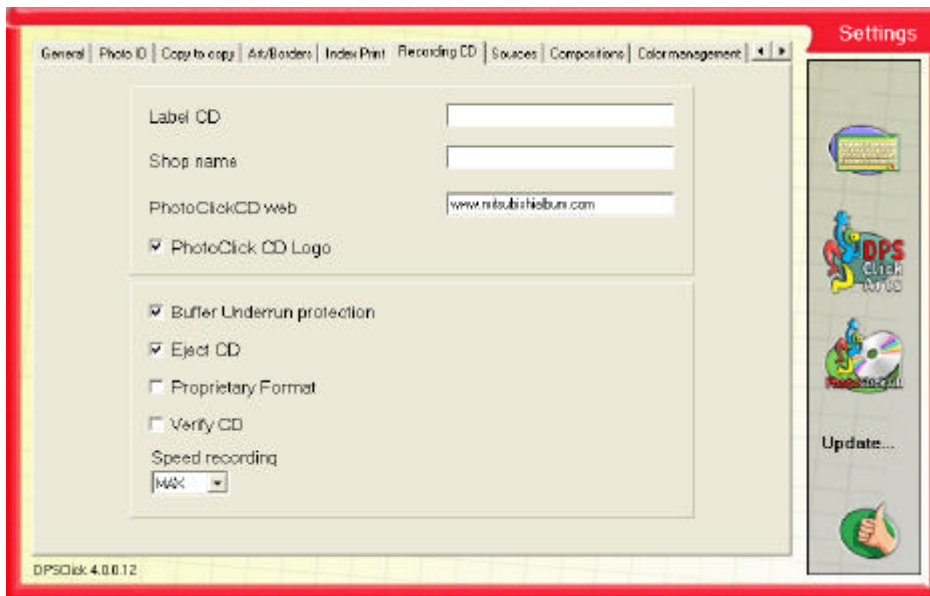 Settings
General Photo ID Copy to copy Art/Borders Index Print Recording CD Sources Compositions Color management
Label CD
Shop name
PhotoClickCD web www.mitsubishialbum.com
PhotoClick CD Logo
Buffer Underrun protection
Eject CD
Proprietary Format
Verify CD
Speed recording
MAX
DPS
Click
Update...
DPSClick 4.0.0.12